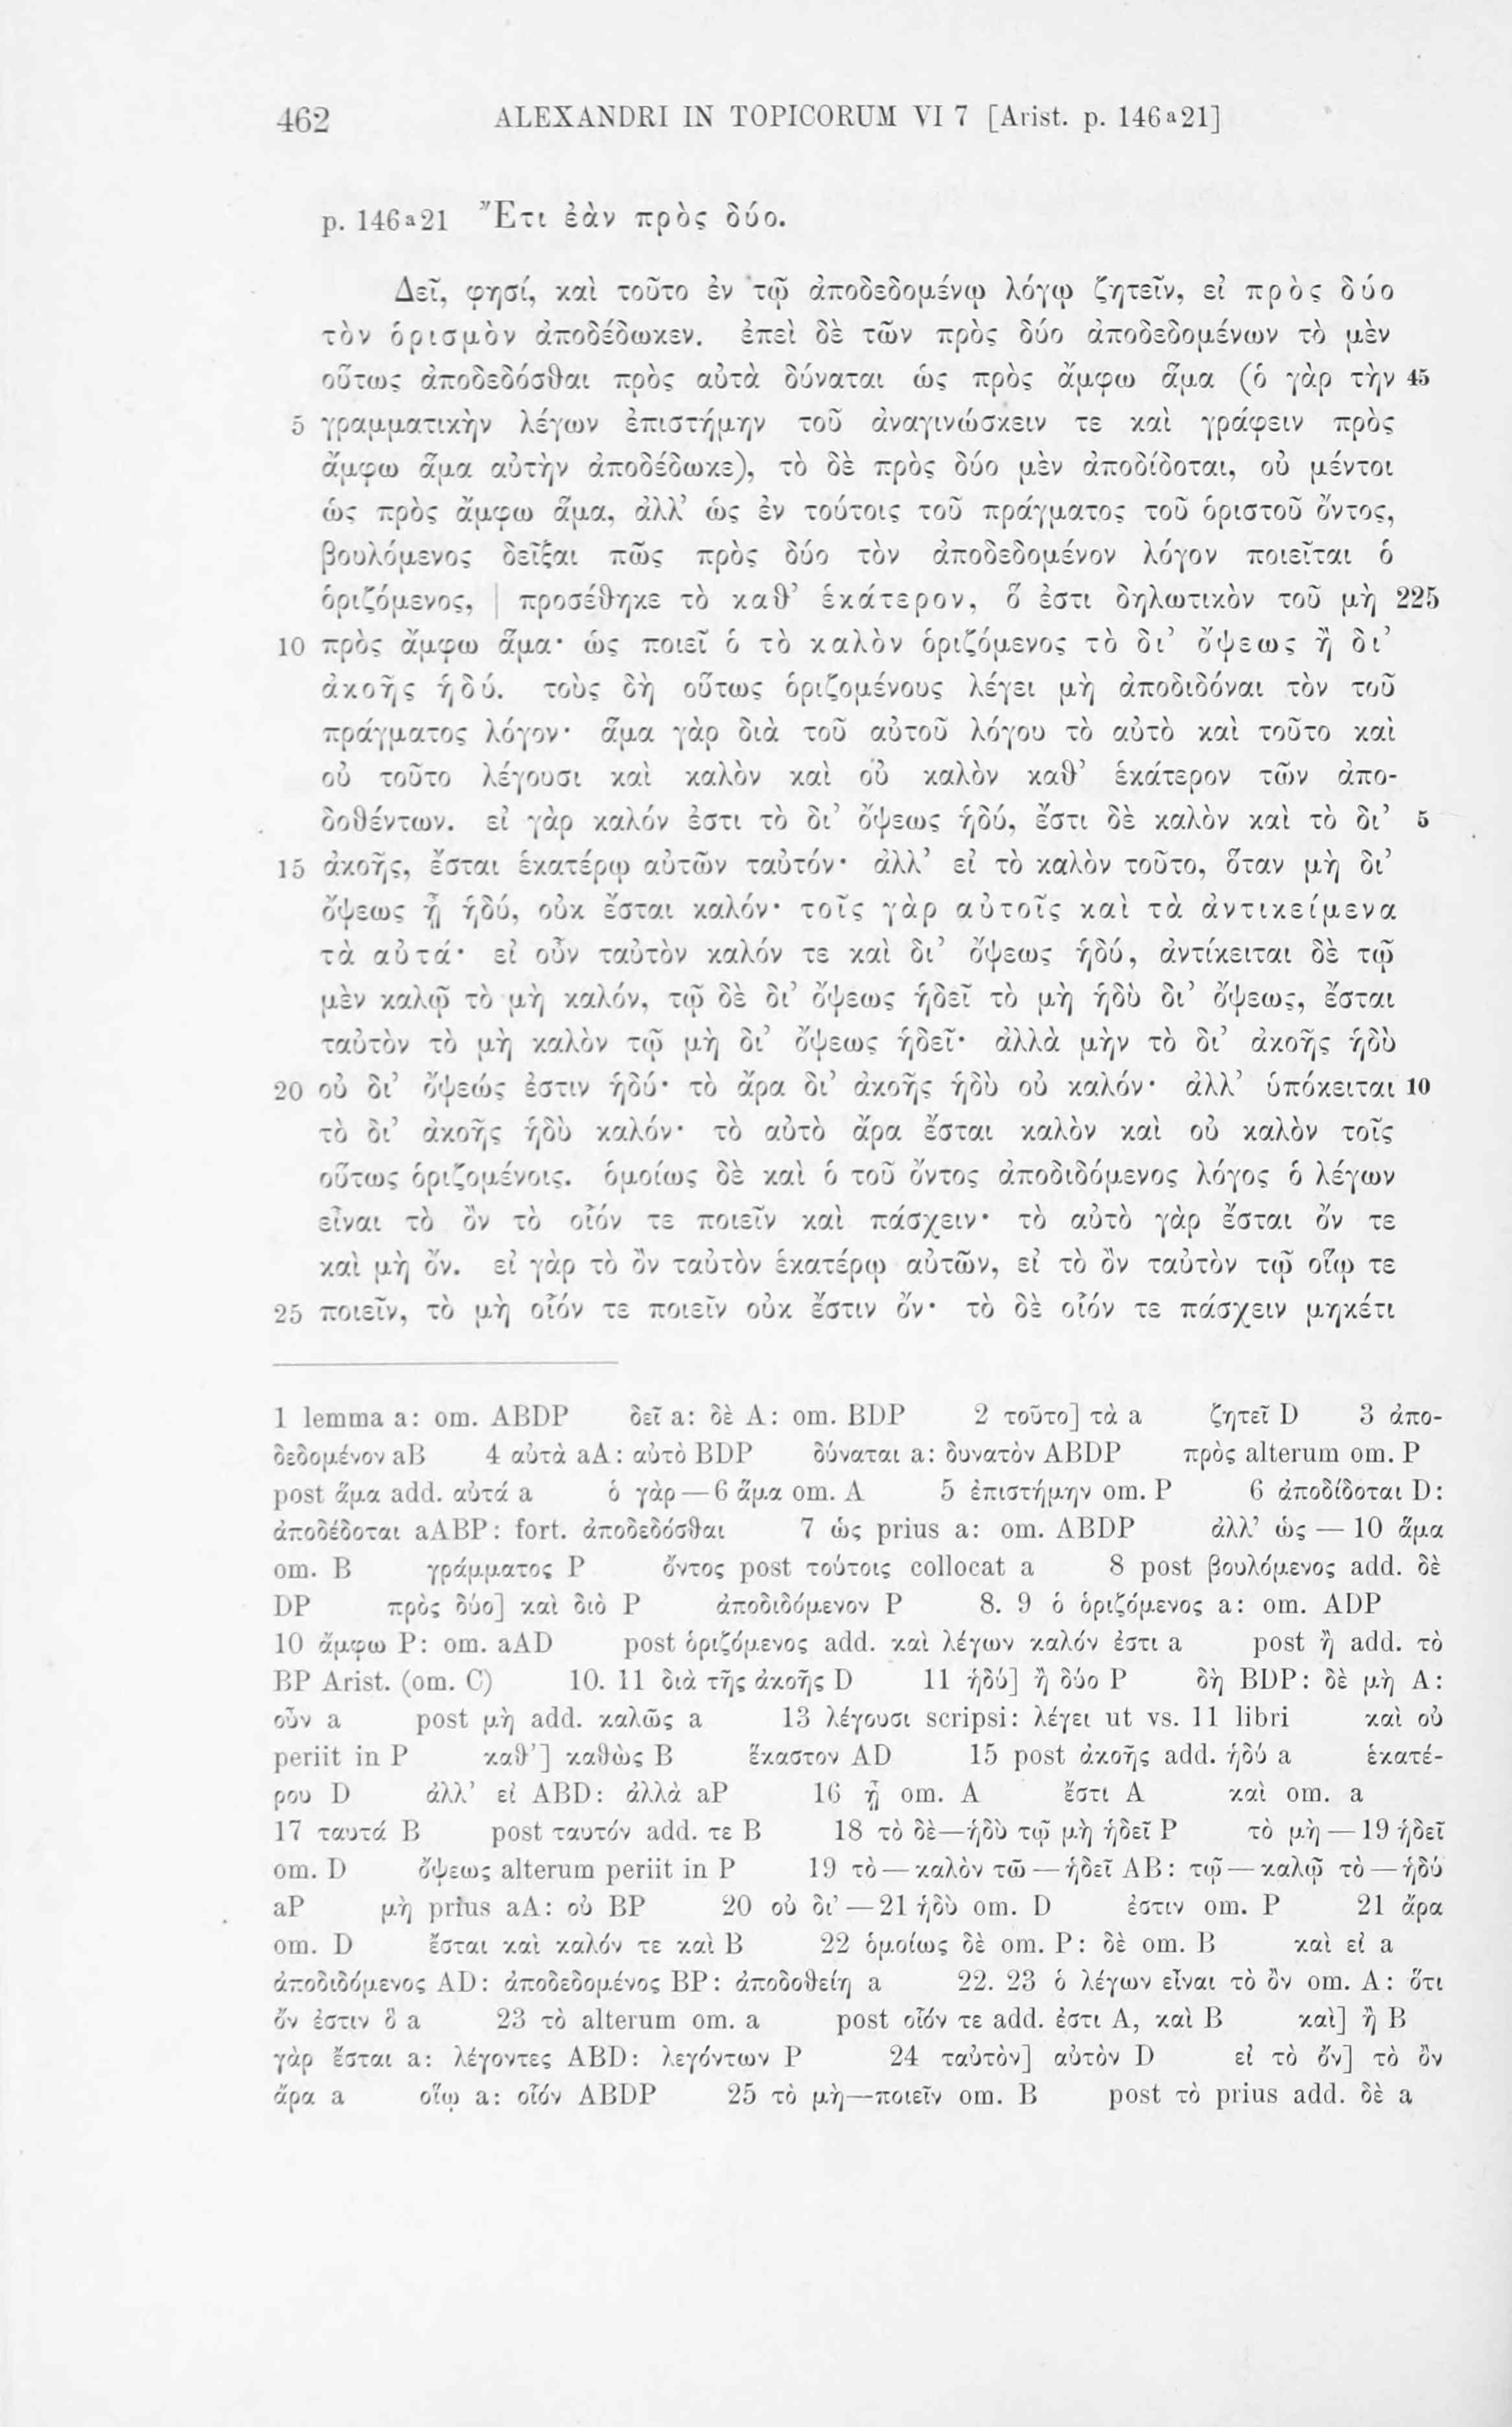 462 ALEXANDRI IN TOPICORUM VI 7 [Arist. p. 146a21]
p. 146a21 Ἔτι ἐὰν πρὸς δύο.
Δεῖ, φησί, καὶ τοῦτο ἐν τῷ ἀποδεδομένῳ λόγῳ ζητεῖν, εἰ πρὸς δύο
τὸν ὁρισμὸν ἀποδέδωκεν. ἐπεὶ δὲ τῶν πρὸς δύο ἀποδεδομένων τὸ μὲν
οὕτως ἀποδεδόσθαι πρὸς αὐτὰ δύναται ὡς πρὸς ἄμφω ἅμα (ὁ γὰρ τὴν 45
5 γραμματικὴν λέγων ἐπιστήμην τοῦ ἀναγινώσκειν τε καὶ γράφειν πρὸς
ἄμφω ἅμα αὐτὴν ἀποδέδωκε), τὸ δὲ πρὸς δύο μὲν ἀποδίδοται, οὐ μέντοι
ὡς πρὸς ἄμφω ἅμα, ἀλλ’ ὡς ἐν τούτοις τοῦ πράγματος τοῦ ὁριστοῦ ὄντος,
βουλόμενος δεῖξαι πῶς πρὸς δύο τὸν ἀποδεδομένον λόγον ποιεῖται ὁ
ὁριζόμενος, | προσέθηκε τὸ καθ’ ἑκάτερον, ὅ ἐστι δηλωτικὸν τοῦ μὴ 225
10 πρὸς ἄμφω ἅμα· ὡς ποιεῖ ὁ τὸ καλὸν ὁριζόμενος τὸ δι’ ὄψεως ἢ δι’
ἀκοῆς ἡδύ. τοὺς δὴ οὕτως ὁριζομένους λέγει μὴ ἀποδιδόναι τὸν τοῦ
πράγματος λόγον· ἅμα γὰρ διὰ τοῦ αὐτοῦ λόγου τὸ αὐτὸ καὶ τοῦτο καὶ
οὐ τοῦτο λέγουσι καὶ καλὸν καὶ οὐ καλὸν καθ’ ἑκάτερον τῶν ἀπο-
δοθέντων. εἰ γὰρ καλόν ἐστι τὸ δι’ ὄψεως ἡδύ, ἔστι δὲ καλὸν καὶ τὸ δι’ 5
15 ἀκοῆς, ἔσται ἑκατέρῳ αὐτῶν ταὐτόν· ἀλλ’ εἰ τὸ καλὸν τοῦτο, ὅταν μὴ δι’
ὄψεως ᾖ ἡδύ, οὐκ ἔσται καλόν· τοῖς γὰρ αὐτοῖς καὶ τὰ ἀντικείμενα
τὰ αὐτά· εἰ οὖν ταὐτὸν καλόν τε καὶ δι’ ὄψεως ἡδύ, ἀντίκειται δὲ τῷ
μὲν καλῷ τὸ μὴ καλόν, τῷ δὲ δι’ ὄψεως ἡδεῖ τὸ μὴ ἡδὺ δι’ ὄψεως, ἔσται
ταὐτὸν τὸ μὴ καλὸν τῷ μὴ δι’ ὄψεως ἡδεῖ· ἀλλὰ μὴν τὸ δι’ ἀκοῆς ἡδὺ
20 οὐ δι’ ὄψεώς ἐστιν ἡδύ· τὸ ἄρα δι’ ἀκοῆς ἡδὺ οὐ καλόν· ἀλλ’ ὑπόκειται 10
τὸ δι’ ἀκοῆς ἡδὺ καλόν· τὸ αὐτὸ ἄρα ἔσται καλὸν καὶ οὐ καλὸν τοῖς
οὕτως ὁριζομένοις. ὁμοίως δὲ καὶ ὁ τοῦ ὄντος ἀποδιδόμενος λόγος ὁ λέγων
εἶναι τὸ ὂν τὸ οἷόν τε ποιεῖν καὶ πάσχειν· τὸ αὐτὸ γὰρ ἔσται ὄν τε
καὶ μὴ ὄν. εἰ γὰρ τὸ ὂν ταὐτὸν ἑκατέρῳ αὐτῶν, εἰ τὸ ὂν ταὐτὸν τῷ οἵῳ τε
25 ποιεῖν, τὸ μὴ οἷόν τε ποιεῖν οὐκ ἔστιν ὄν· τὸ δὲ οἷόν τε πάσχειν μηκέτι
1 lemma a: om. ABDP δεῖ a: δὲ A: om. BDP 2 τοῦτο] τὰ a ζητεῖ D 3 ἀπο-
δεδομένον aB 4 αὐτὰ aA: αὐτὸ BDP δύναται a: δυνατὸν ABDP πρὸς alterum om. P
post ἅμα add. αὐτά a ὁ γὰρ — 6 ἅμα om. A 5 ἐπιστήμην om. P 6 ἀποδίδοται D:
ἀποδέδοται aABP: fort. ἀποδεδόσθαι 7 ὡς prius a: om. ABDP ἀλλ’ ὡς — 10 ἅμα
om. B γράμματος P ὄντος post τούτοις collocat a 8 post βουλόμενος add. δὲ
DP πρὸς δύο] καὶ διὸ P ἀποδιδόμενον P 8. 9 ὁ ὁριζόμενος a: om. ADP
10 ἄμφω P: om. aAD post ὁριζόμενος add. καὶ λέγων καλόν ἐστι a post ἢ add. τὸ
BP Arist. (om. C) 10. 11 διὰ τῆς ἀκοῆς D 11 ἡδύ] ἢ δύο P δὴ BDP: δὲ μὴ A:
οὖν a post μὴ add. καλῶς a 13 λέγουσι scripsi: λέγει ut vs. 11 libri καὶ οὐ
periit in P καθ’] καθὼς B ἕκαστον AD 15 post ἀκοῆς add. ἡδύ a ἑκατέ-
ρου D ἀλλ’ εἰ ABD: ἀλλὰ aP 16 ᾖ om. A ἔστι A καὶ om. a
17 ταυτά B post ταυτόν add. τε B 18 τὸ δὲ—ἡδὺ τῷ μὴ ἡδεῖ P τὸ μὴ — 19 ἡδεῖ
om. D ὄψεως alterum periit in P 19 τὸ — καλὸν τῶ — ἡδεῖ AB: τῷ — καλῷ τὸ — ἡδύ
aP μὴ prius aA: οὐ BP 20 οὐ δι’ — 21 ἡδὺ om. D ἐστιν om. P 21 ἄρα
om. D ἔσται καὶ καλόν τε καὶ B 22 ὁμοίως δὲ om. P: δὲ om. B καὶ εἰ a
ἀποδιδόμενος AD: ἀποδεδομένος BP: ἀποδοθείη a 22. 23 ὁ λέγων εἶναι τὸ ὂν om. A: ὅτι
ὄν ἐστιν ὃ a 23 τὸ alterum om. a post οἷόν τε add. ἐστι A, καὶ B καὶ] ἢ B
γὰρ ἔσται a: λέγοντες ABD: λεγόντων P 24 ταὐτὸν] αὐτὸν D εἰ τὸ ὄν] τὸ ὂν
ἄρα a οἵῳ a: οἷόν ABDP 25 τὸ μὴ—ποιεῖν om. B post τὸ prius add. δὲ a